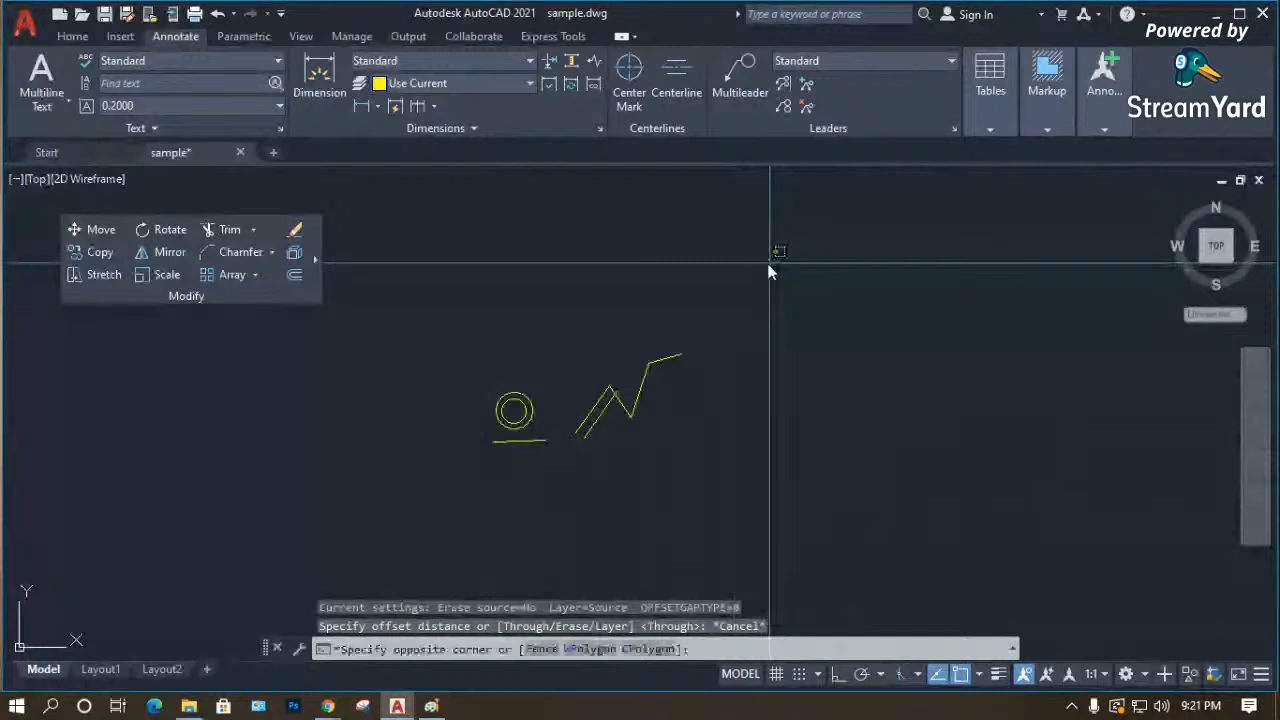 Autodesk AutoCAD 2021 sample.dwg
Type a keyword or phrase
Sign In
Powered by
StreamYard
Home Insert Annotate Parametric View Manage Output Collaborate Express Tools
Multiline
Text
ABC
Standard
Find text
0.2000
Text
Dimension
Standard
Use Current
Dimensions
Center
Mark
Centerline
Centerlines
Multileader
Standard
Leaders
Tables
Markup
Anno...
Start sample*
[−][Top][2D Wireframe]
Move Rotate Trim
Copy Mirror Chamfer
Stretch Scale Array
Modify
N
W TOP E
S
Y
X
Current settings: Erase source=No Layer=Source OFFSETGAPTYPE=0
Specify offset distance or [Through/Erase/Layer] <Through>: *Cancel*
Specify opposite corner or [Fence WPolygon CPolygon]:
Model Layout1 Layout2
MODEL
1:1
9:21 PM